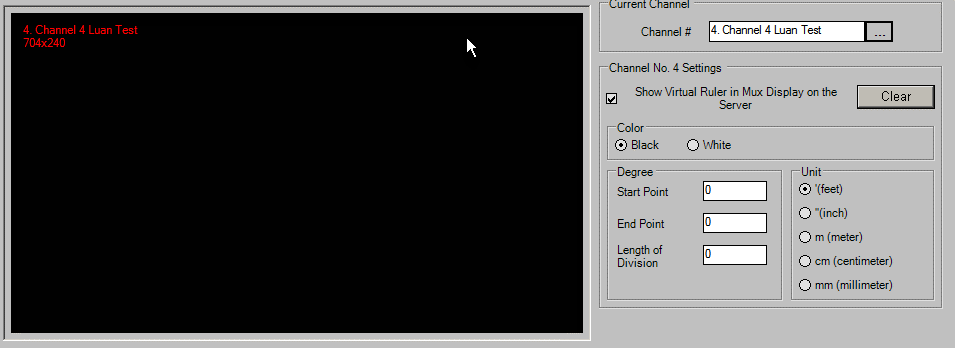 4. Channel 4 Luan Test
704x240
Current Channel
Channel #
4. Channel 4 Luan Test
...
Channel No. 4 Settings
Show Virtual Ruler in Mux Display on the
Server
Clear
Color
Black
White
Degree
Start Point
0
End Point
0
Length of
Division
0
Unit
'(feet)
"(inch)
m (meter)
cm (centimeter)
mm (millimeter)